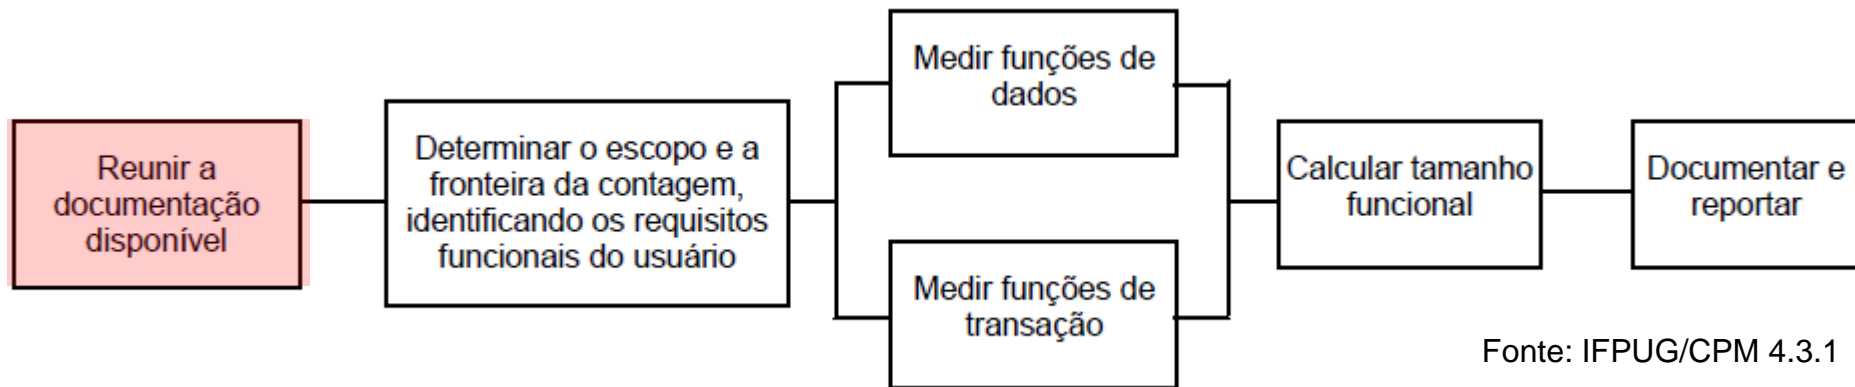 Reunir a
documentação
disponível
Determinar o escopo e a
fronteira da contagem,
identificando os requisitos
funcionais do usuário
Medir funções de
dados
Medir funções de
transação
Calcular tamanho
funcional
Documentar e
reportar
Fonte: IFPUG/CPM 4.3.1